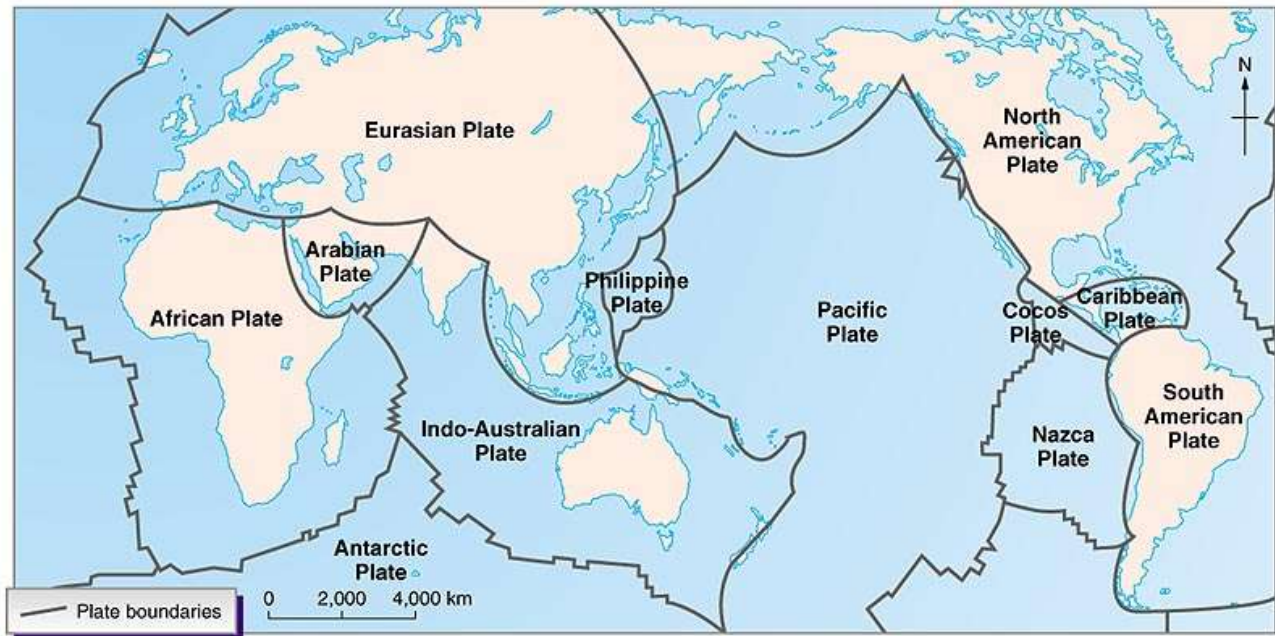 N
Eurasian Plate
North
American
Plate
Arabian
Plate
Philippine
Plate
African Plate
Pacific
Plate
Cocos
Plate
Caribbean
Plate
South
American
Plate
Indo-Australian
Plate
Nazca
Plate
Antarctic
Plate
Plate boundaries
0 2,000 4,000 km